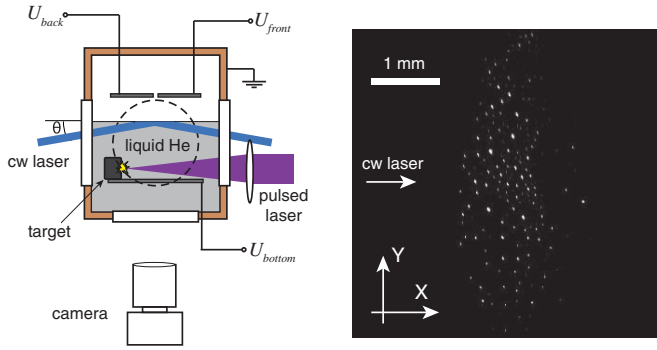 U_back
U_front
θ
cw laser
liquid He
target
pulsed
laser
U_bottom
camera
1 mm
cw laser
Y
X